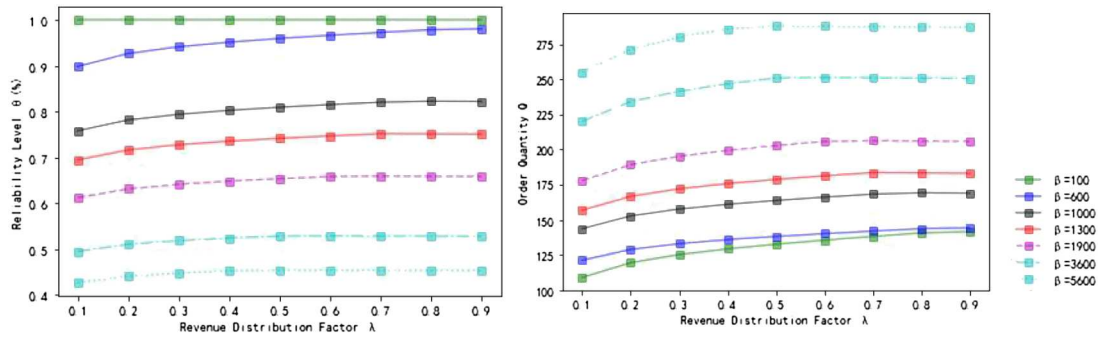 1.0
0.9
0.8
0.7
0.6
0.5
0.4
Reliability Level θ (%)
0.1 0.2 0.3 0.4 0.5 0.6 0.7 0.8 0.9
Revenue Distribution Factor λ
275
250
225
200
175
150
125
100
Order Quantity Q
0.1 0.2 0.3 0.4 0.5 0.6 0.7 0.8 0.9
Revenue Distribution Factor λ
β=100
β=600
β=1000
β=1300
β=1900
β=3600
β=5600